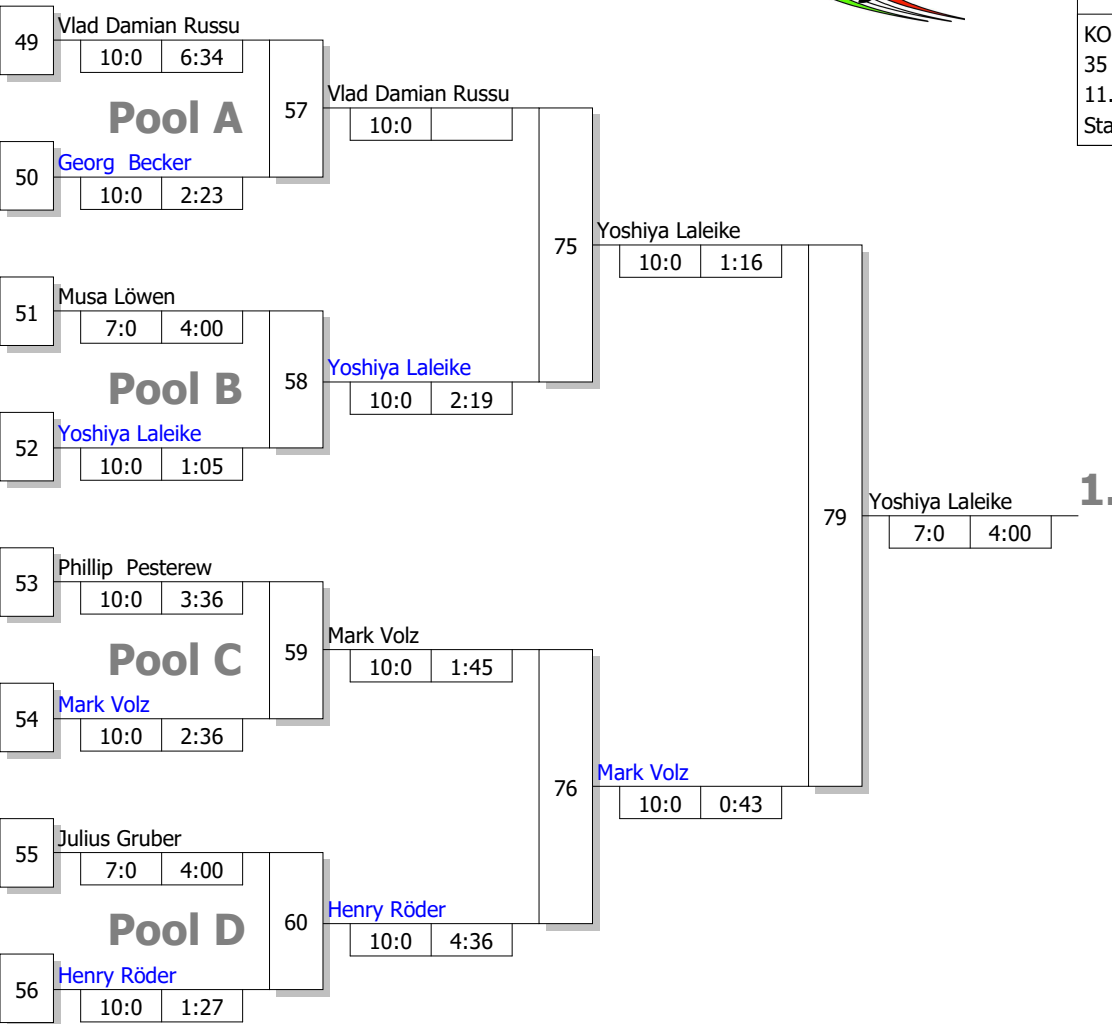 KO
35
11.
Sta
49
Vlad Damian Russu
10:0 6:34
Pool A
57
Vlad Damian Russu
10:0
50
Georg Becker
10:0 2:23
75
Yoshiya Laleike
10:0 1:16
51
Musa Löwen
7:0 4:00
Pool B
58
Yoshiya Laleike
10:0 2:19
52
Yoshiya Laleike
10:0 1:05
79
Yoshiya Laleike
7:0 4:00
1.
53
Phillip Pesterew
10:0 3:36
Pool C
59
Mark Volz
10:0 1:45
54
Mark Volz
10:0 2:36
76
Mark Volz
10:0 0:43
55
Julius Gruber
7:0 4:00
Pool D
60
Henry Röder
10:0 4:36
56
Henry Röder
10:0 1:27